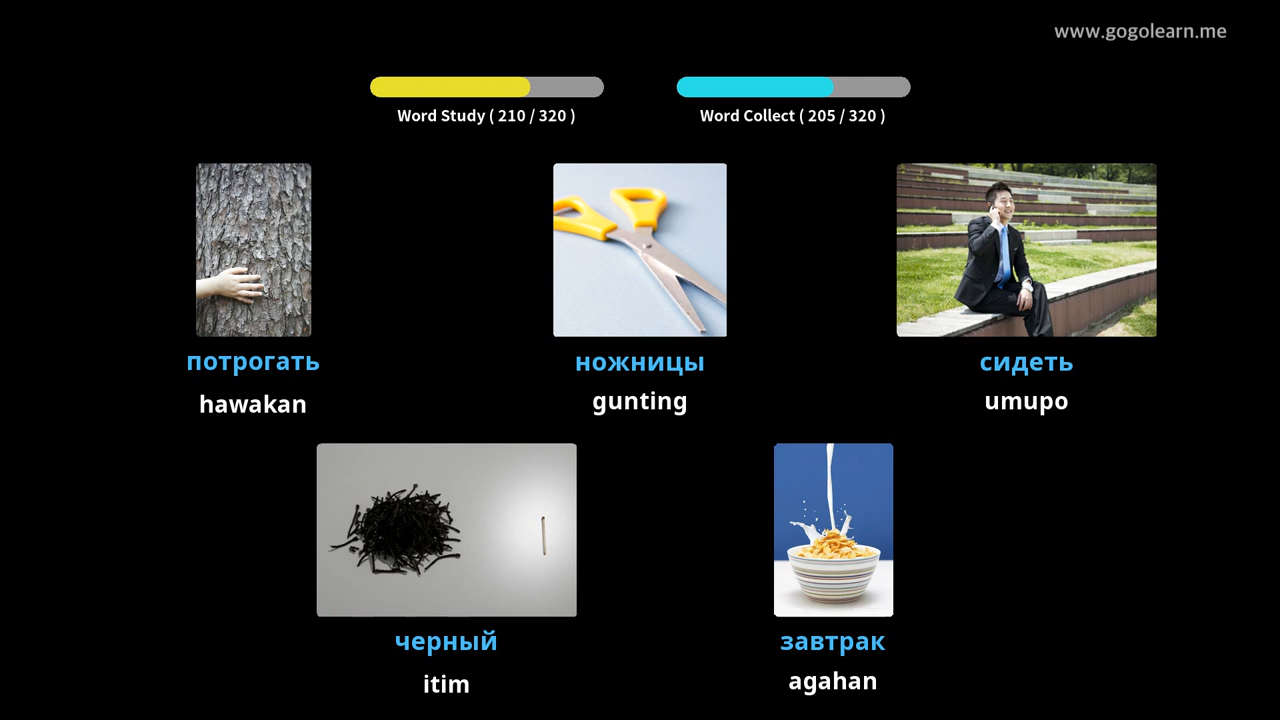 www.gogolearn.me
Word Study ( 210 / 320 )
Word Collect ( 205 / 320 )
потрогать
hawakan
ножницы
gunting
сидеть
umupo
черный
itim
завтрак
agahan